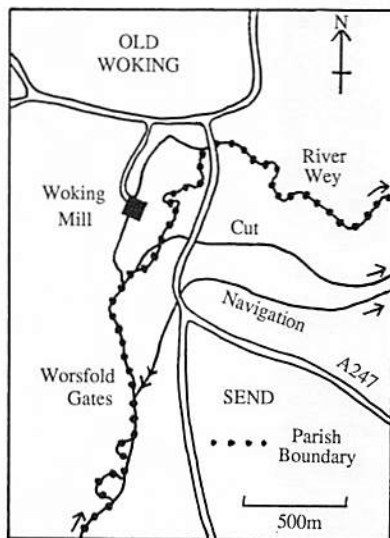 OLD
WOKING
N
River
Wey
Woking
Mill
Cut
Navigation
A247
Worsfold
Gates
SEND
Parish
Boundary
500m